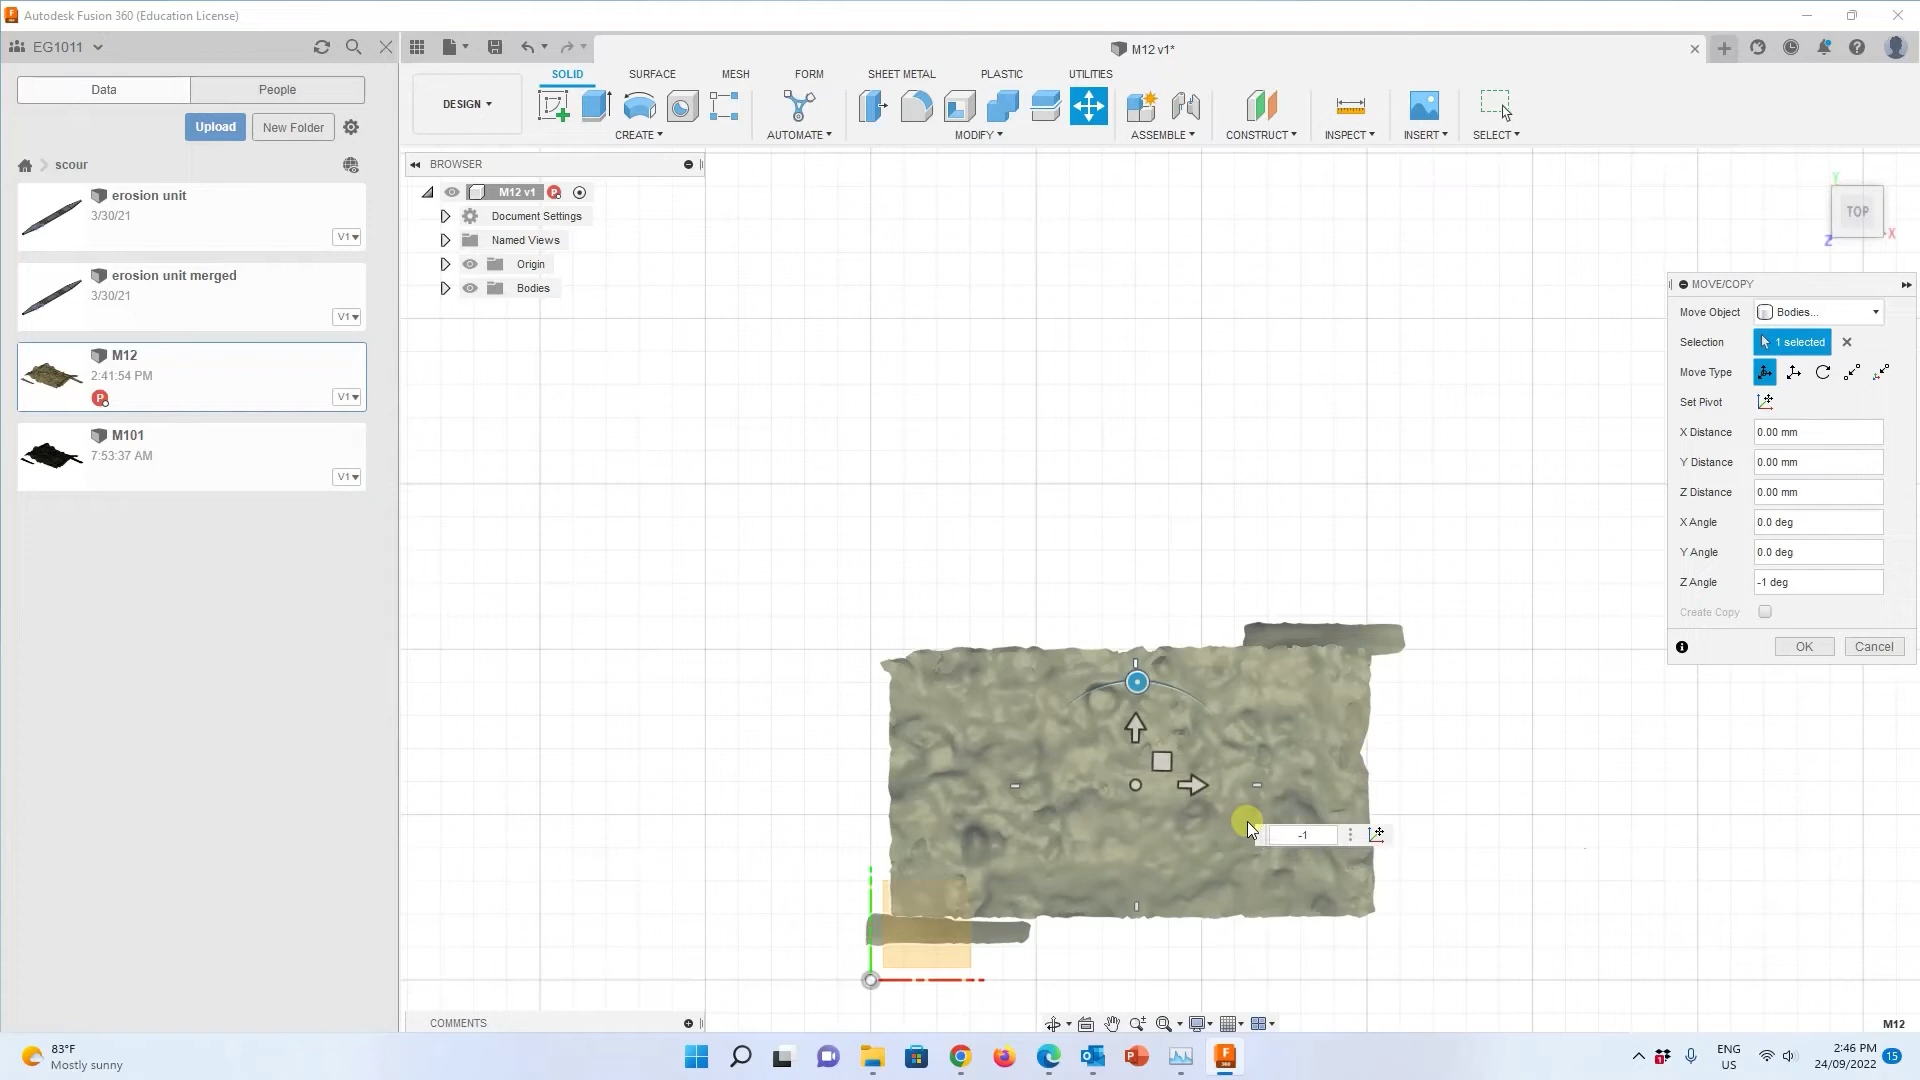 Autodesk Fusion 360 (Education License)
EG1011
M12 v1*
Data
People
Upload
New Folder
scour
erosion unit
3/30/21
V1
erosion unit merged
3/30/21
V1
M12
2:41:54 PM
P
V1
M101
7:53:37 AM
V1
DESIGN
SOLID
SURFACE
MESH
FORM
SHEET METAL
PLASTIC
UTILITIES
CREATE
AUTOMATE
MODIFY
ASSEMBLE
CONSTRUCT
INSPECT
INSERT
SELECT
BROWSER
M12 v1
P
Document Settings
Named Views
Origin
Bodies
Y
TOP
Z
X
MOVE/COPY
Move Object
Bodies...
Selection
1 selected
Move Type
Set Pivot
X Distance
0.00 mm
Y Distance
0.00 mm
Z Distance
0.00 mm
X Angle
0.0 deg
Y Angle
0.0 deg
Z Angle
-1 deg
Create Copy
OK
Cancel
-1
COMMENTS
M12
83°F
Mostly sunny
ENG
US
2:46 PM
24/09/2022
15